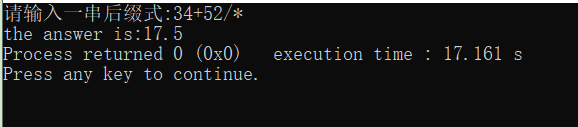 请输入一串后缀式:34+52/*
the answer is:17.5
Process returned 0 (0x0)   execution time : 17.161 s
Press any key to continue.